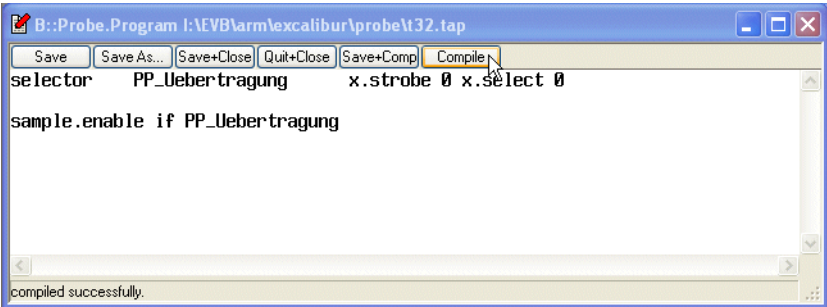 B::Probe.Program I:\EVB\arm\excalibur\probe\t32.tap
Save Save As... Save+Close Quit+Close Save+Comp Compile
selector PP_Uebertragung x.strobe 0 x.select 0
sample.enable if PP_Uebertragung
compiled successfully.